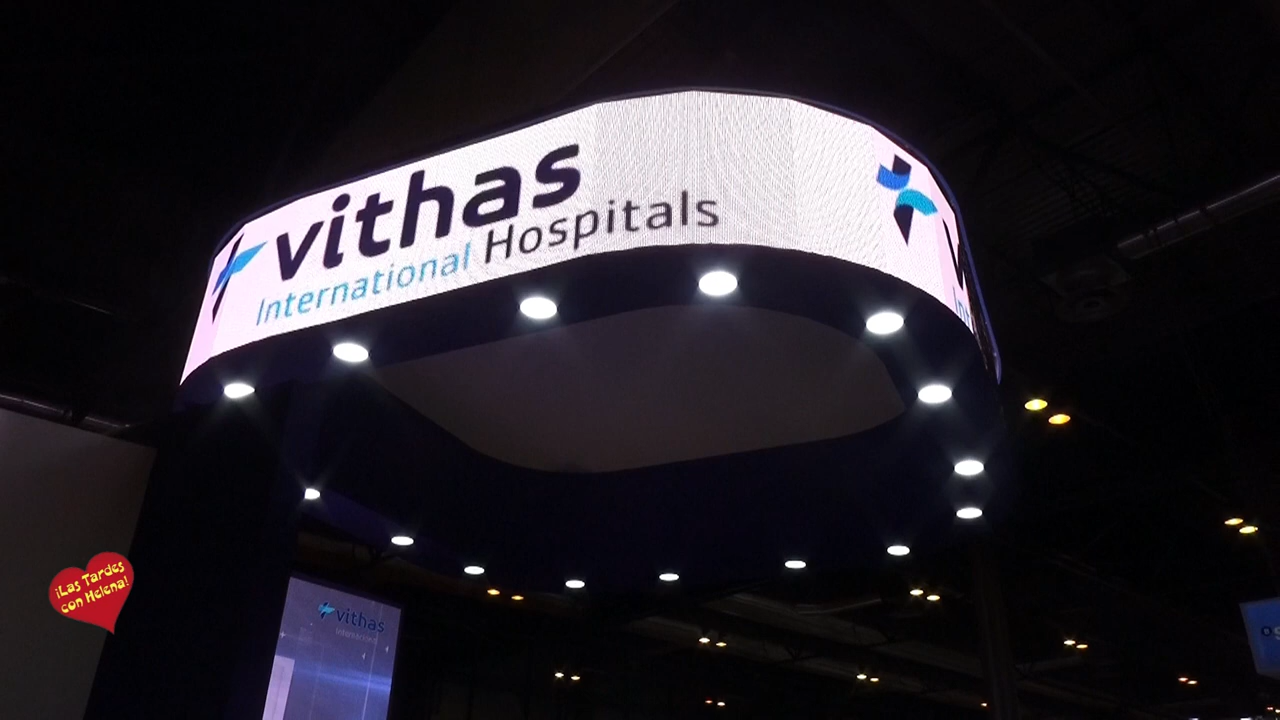 vithas
International Hospitals
¡Las Tardes
con Helena!
vithas